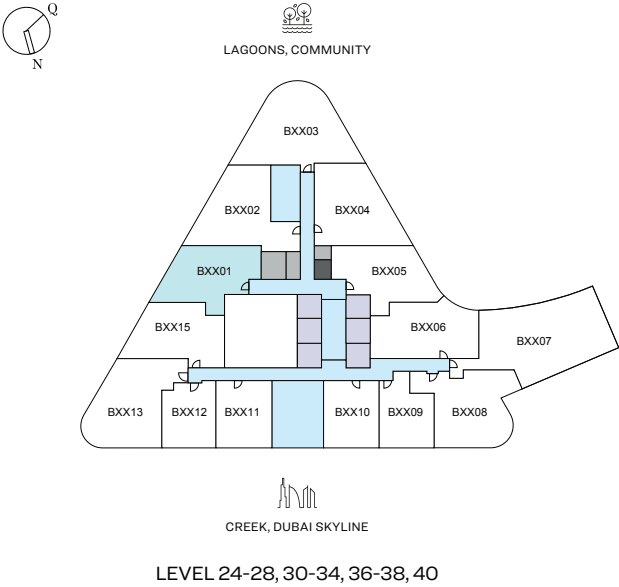 Q
N
LAGOONS, COMMUNITY
BXX03
BXX02
BXX04
BXX01
BXX05
BXX15
BXX06
BXX07
BXX13
BXX12
BXX11
BXX10
BXX09
BXX08
CREEK, DUBAI SKYLINE
LEVEL 24-28, 30-34, 36-38, 40